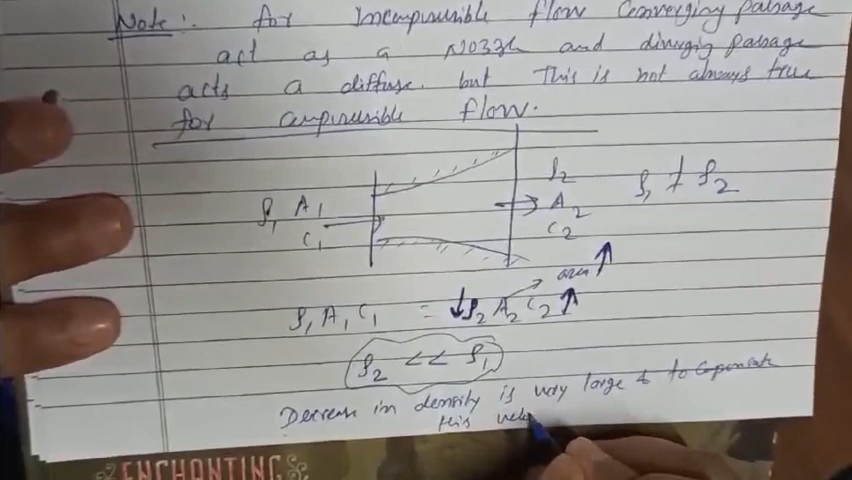 Note :- for Incompressible flow Converging passage
act as a Nozzle and diverging passage
acts a diffuser. but This is not always true
for compressible flow.
ρ₁ A₁ C₁
ρ₂ A₂ C₂
ρ₁ ≠ ρ₂
area ↑
ρ₁ A₁ C₁ = ↓ρ₂ A₂ C₂↑
ρ₂ << ρ₁
Decrease in density is very large & to compensate
this velo
ENCHANTING